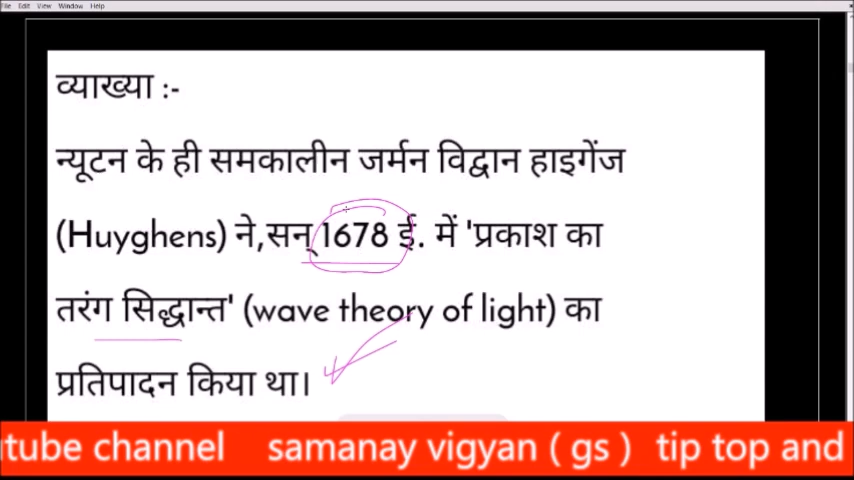 File Edit View Window Help
व्याख्या :-
न्यूटन के ही समकालीन जर्मन विद्वान हाइगेंज
(Huyghens) ने,सन् 1678 ई. में 'प्रकाश का
तरंग सिद्धान्त' (wave theory of light) का
प्रतिपादन किया था।
utube channel samanay vigyan ( gs ) tip top and